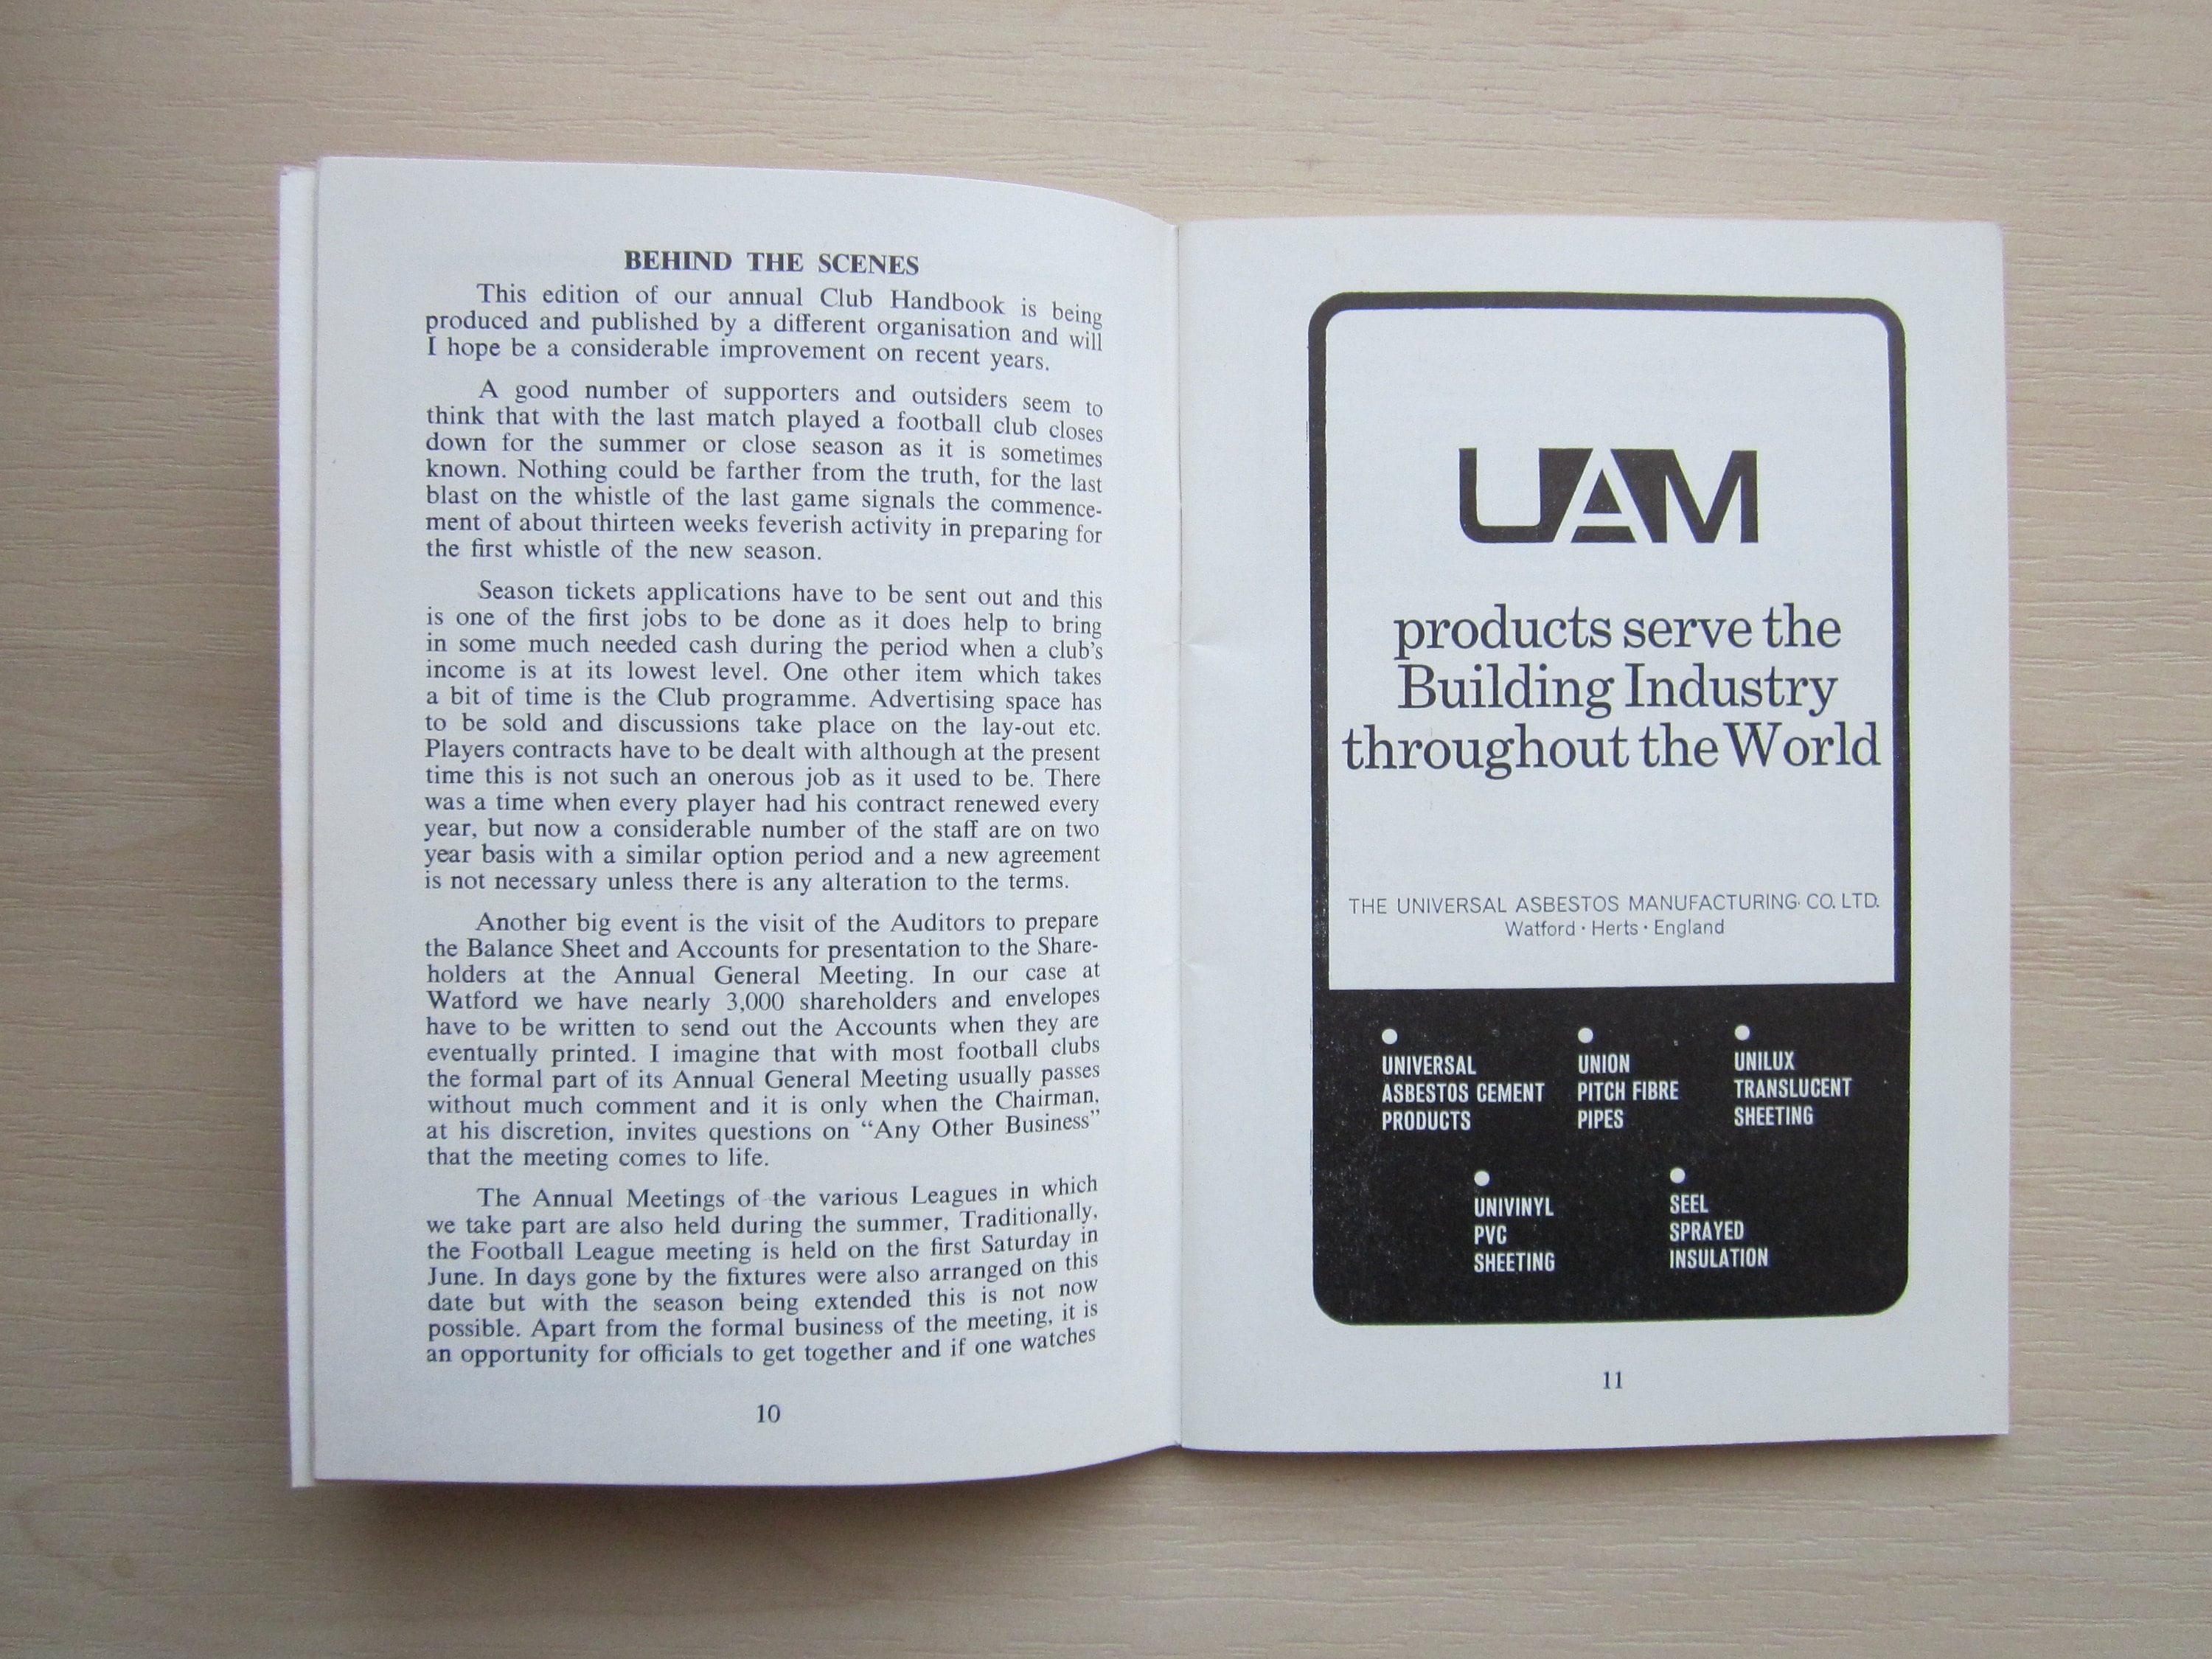 BEHIND THE SCENES
This edition of our annual Club Handbook is being
produced and published by a different organisation and will
I hope be a considerable improvement on recent years.
A good number of supporters and outsiders seem to
think that with the last match played a football club closes
down for the summer or close season as it is sometimes
known. Nothing could be farther from the truth, for the last
blast on the whistle of the last game signals the commence-
ment of about thirteen weeks feverish activity in preparing for
the first whistle of the new season.
Season tickets applications have to be sent out and this
is one of the first jobs to be done as it does help to bring
in some much needed cash during the period when a club's
income is at its lowest level. One other item which takes
a bit of time is the Club programme. Advertising space has
to be sold and discussions take place on the lay-out etc.
Players contracts have to be dealt with although at the present
time this is not such an onerous job as it used to be. There
was a time when every player had his contract renewed every
year, but now a considerable number of the staff are on two
year basis with a similar option period and a new agreement
is not necessary unless there is any alteration to the terms.
Another big event is the visit of the Auditors to prepare
the Balance Sheet and Accounts for presentation to the Share-
holders at the Annual General Meeting. In our case at
Watford we have nearly 3,000 shareholders and envelopes
have to be written to send out the Accounts when they are
eventually printed. I imagine that with most football clubs
the formal part of its Annual General Meeting usually passes
without much comment and it is only when the Chairman,
at his discretion, invites questions on “Any Other Business”
that the meeting comes to life.
The Annual Meetings of the various Leagues in which
we take part are also held during the summer. Traditionally,
the Football League meeting is held on the first Saturday in
June. In days gone by the fixtures were also arranged on this
date but with the season being extended this is not now
possible. Apart from the formal business of the meeting, it is
an opportunity for officials to get together and if one watches
10
UAM
products serve the
Building Industry
throughout the World
THE UNIVERSAL ASBESTOS MANUFACTURING CO. LTD.
Watford · Herts · England
UNIVERSAL
ASBESTOS CEMENT
PRODUCTS
UNION
PITCH FIBRE
PIPES
UNILUX
TRANSLUCENT
SHEETING
UNIVINYL
PVC
SHEETING
SEEL
SPRAYED
INSULATION
11